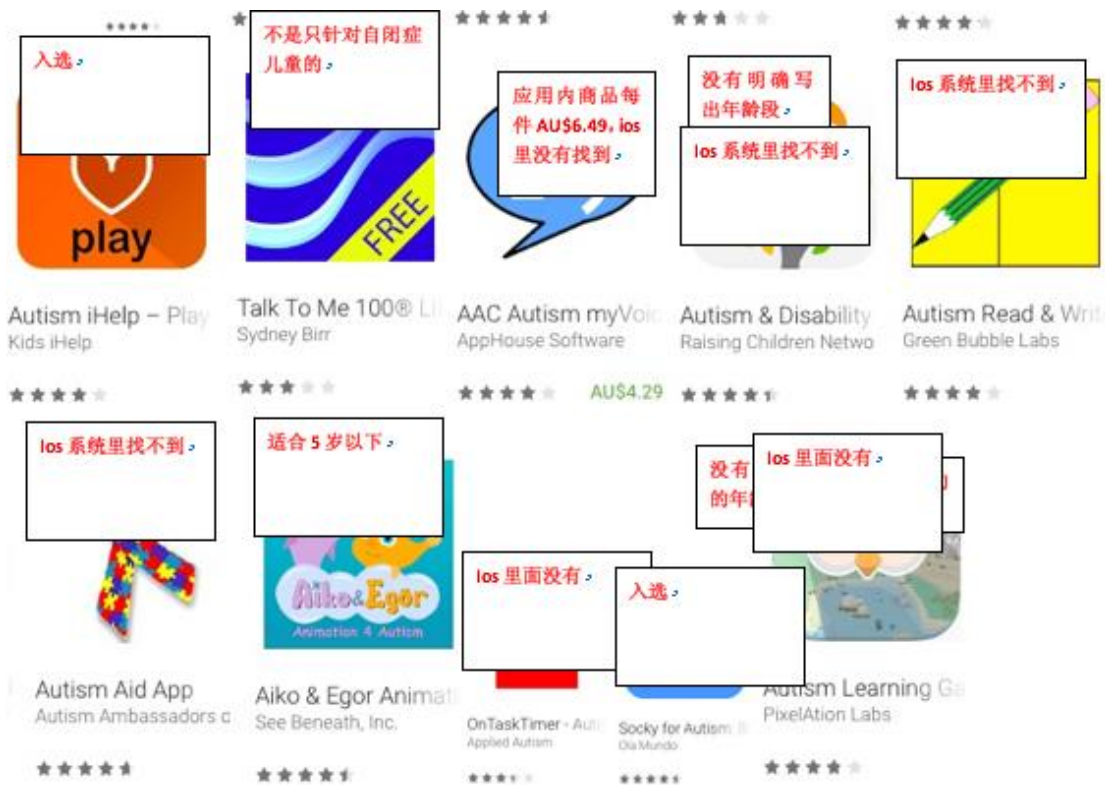 入选。
不是只针对自闭症
儿童的。
应用内商品每
件 AU$6.49，ios
里没有找到。
没有明确写
出年龄段。
Ios 系统里找不到。
Ios 系统里找不到。
play
FREE
Autism iHelp – Play
Kids iHelp
Talk To Me 100® Li
Sydney Birr
AAC Autism myVoic
AppHouse Software
AU$4.29
Autism & Disability
Raising Children Netwo
Autism Read & Writ
Green Bubble Labs
Ios 系统里找不到。
适合 5 岁以下。
没有
的年
Ios 里面没有。
Ios 里面没有。
入选。
Aiko&Egor
Animation 4 Autism
Autism Aid App
Autism Ambassadors o
Aiko & Egor Animat
See Beneath, Inc.
OnTaskTimer - Auti
Applied Autism
Socky for Autism
Ola Mundo
Autism Learning Ga
PixelAtion Labs